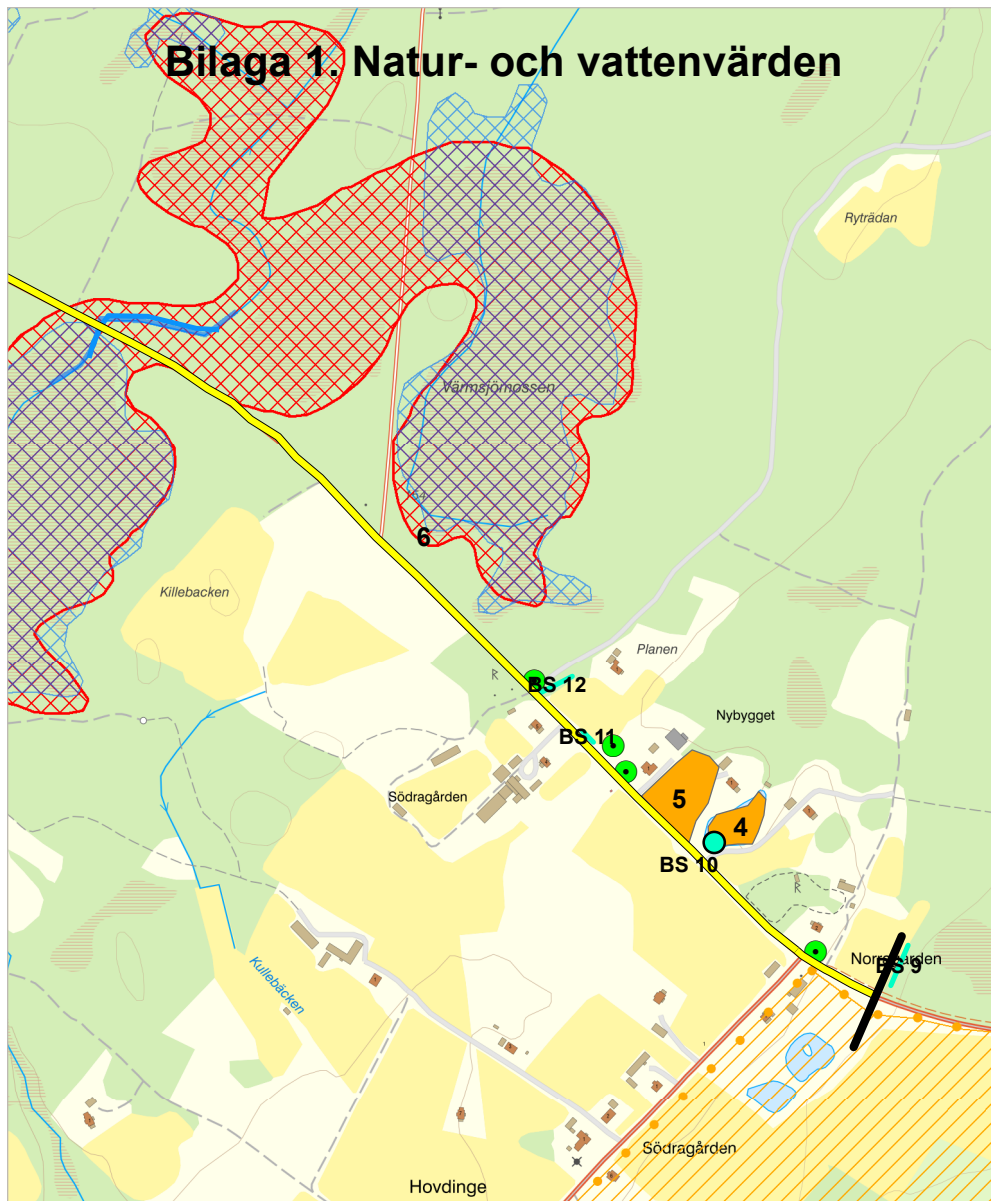 Bilaga 1. Natur- och vattenvärden
Ryträdan
Värmsjömossen
6
Killebacken
Planen
R
BS 12
Nybygget
BS 11
Södragården
5
4
BS 10
R
Norregården
BS 9
Kullebäcken
Södragården
Hovdinge